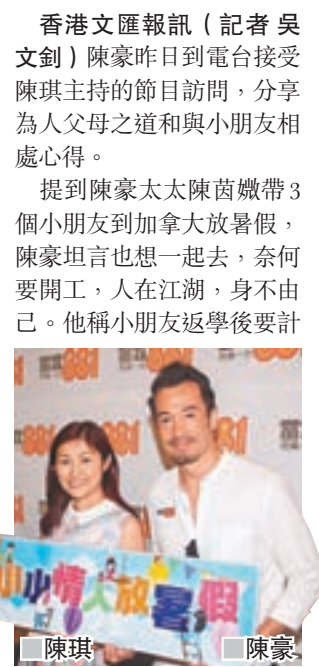 香港文匯報訊（記者 吳
文釗）陳豪昨日到電台接受
陳琪主持的節目訪問，分享
為人父母之道和與小朋友相
處心得。
提到陳豪太太陳茵媺帶3
個小朋友到加拿大放暑假，
陳豪坦言也想一起去，奈何
要開工，人在江湖，身不由
己。他稱小朋友返學後要計
881
881
881
小小情人放暑假
■陳琪
■陳豪